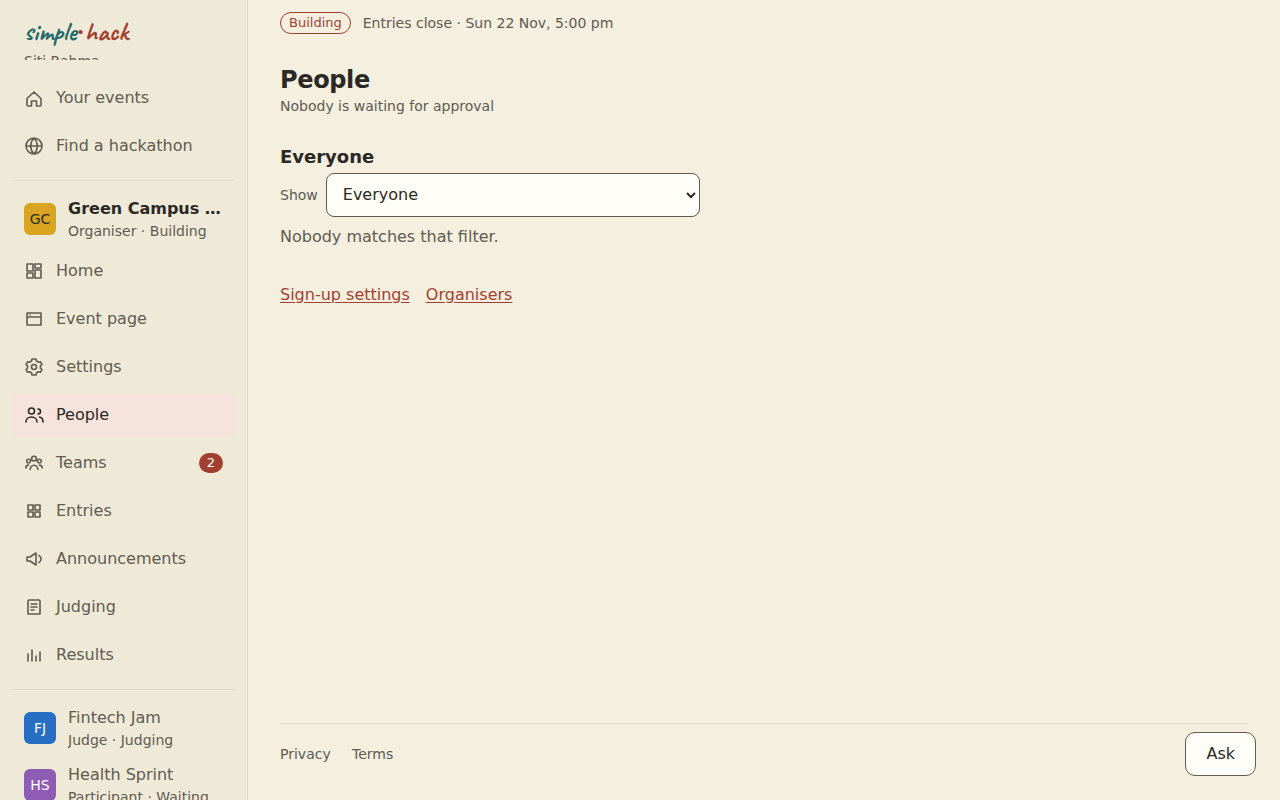 simple·hack
Siti Rahma
Your events
Find a hackathon
GC
Green Campus ...
Organiser · Building
Home
Event page
Settings
People
Teams
2
Entries
Announcements
Judging
Results
FJ
Fintech Jam
Judge · Judging
HS
Health Sprint
Participant · Waiting
Building
Entries close · Sun 22 Nov, 5:00 pm
People
Nobody is waiting for approval
Everyone
Show
Everyone
Nobody matches that filter.
Sign-up settings
Organisers
Privacy
Terms
Ask